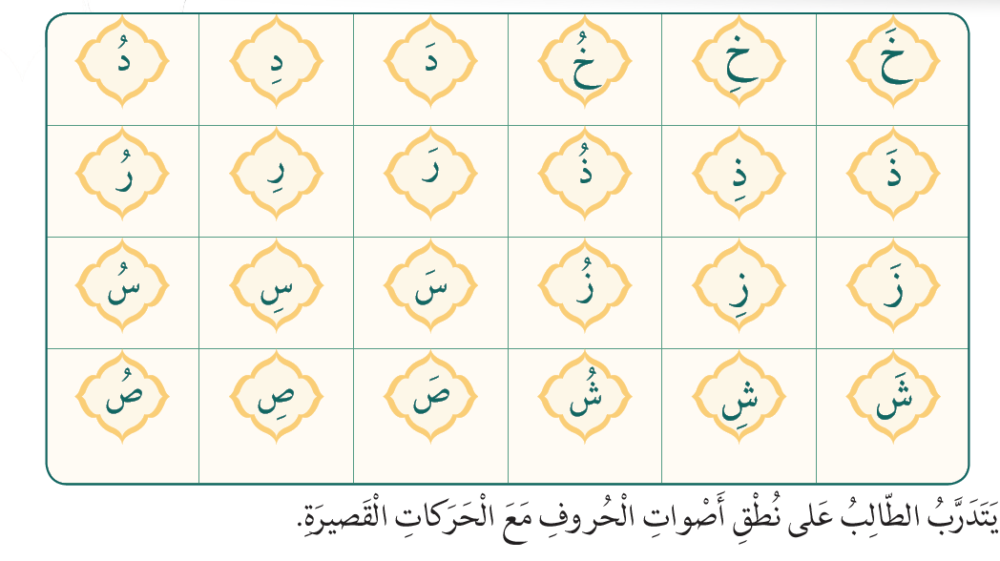 خَ خِ خُ دَ دِ دُ
ذَ ذِ ذُ رَ رِ رُ
زَ زِ زُ سَ سِ سُ
شَ شِ شُ صَ صِ صُ
يَتَدَرَّبُ الطّالِبُ عَلى نُطْقِ أَصْواتِ الْحُروفِ مَعَ الْحَرَكاتِ الْقَصيرَةِ.